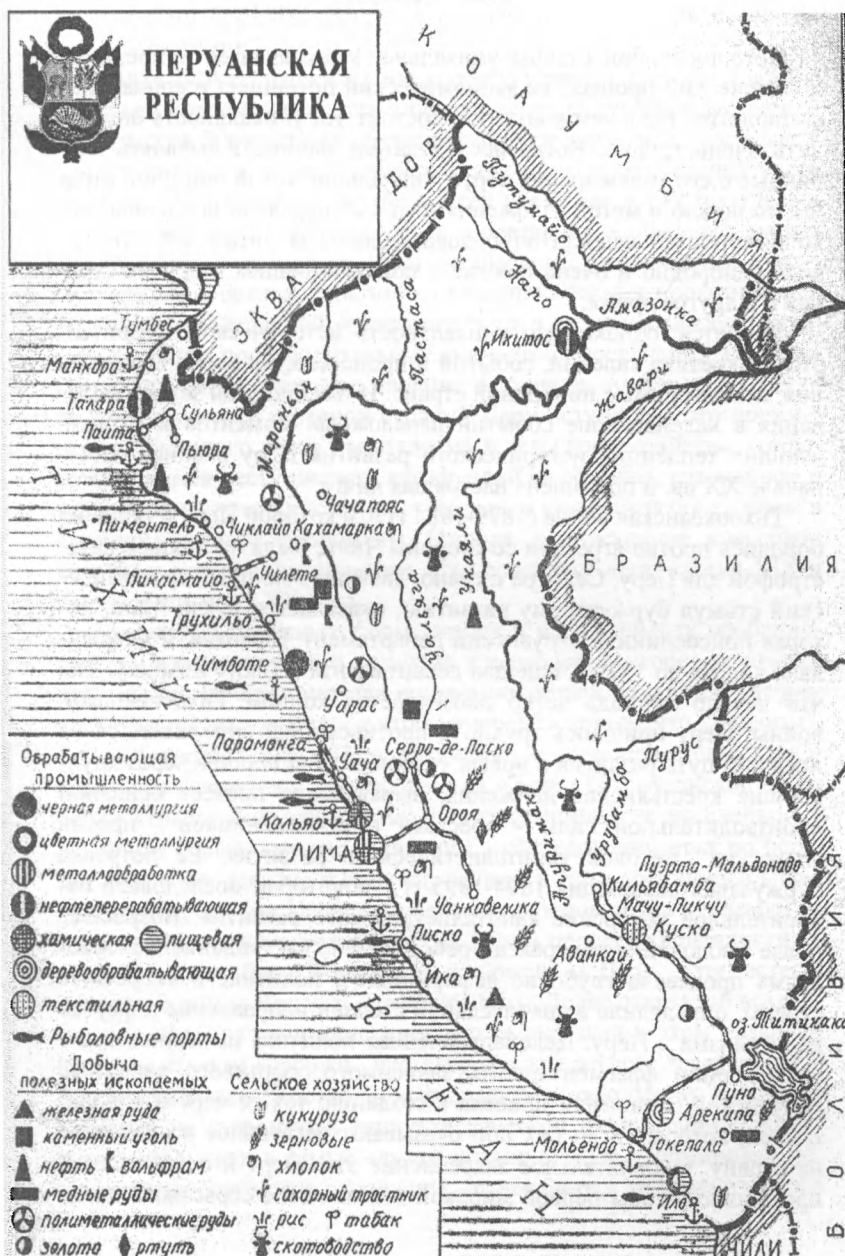 ПЕРУАНСКАЯ
РЕСПУБЛИКА
КОЛУМБИЯ
ЭКВАДОР
Путумайо
Напо
Амазонка
Пастаса
Тумбес
Манкора
Икитос
Жавари
Талара
Сульяна
Пайта
Пьюра
Мараньон
Чачапояс
Пиментель
Чиклайо
Кахамарка
БРАЗИЛИЯ
Пакасмайо
Чилете
Уальяга
Укаяли
Трухильо
Чимботе
Уарас
Пурус
Парамонга
Серро-де-Паско
Уача
Урубамба
Ороя
Кальяо
ЛИМА
Апуримак
Пуэрто-Мальдонадо
Кильябамба
Уанкавелика
Мачу-Пикчу
Куско
Писко
Аванкай
Ика
оз. Титикака
Пуно
Арекипа
Мольендо
Токепала
Ило
ТИХИЙ
ОКЕАН
БОЛИВИЯ
ЧИЛИ
Обрабатывающая
промышленность
черная металлургия
цветная металлургия
металлообработка
нефтеперерабатывающая
химическая пищевая
деревообрабатывающая
текстильная
Рыболовные порты
Добыча
полезных ископаемых
железная руда
каменный уголь
нефть вольфрам
медные руды
полиметаллические руды
золото ртуть
Сельское хозяйство
Кукуруза
зерновые
хлопок
сахарный тростник
рис табак
скотоводство